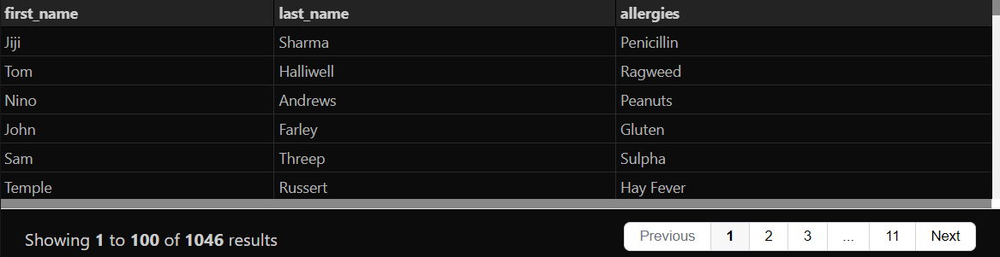 first_name last_name allergies
Jiji Sharma Penicillin
Tom Halliwell Ragweed
Nino Andrews Peanuts
John Farley Gluten
Sam Threep Sulpha
Temple Russert Hay Fever
Showing 1 to 100 of 1046 results Previous 1 2 3 ... 11 Next